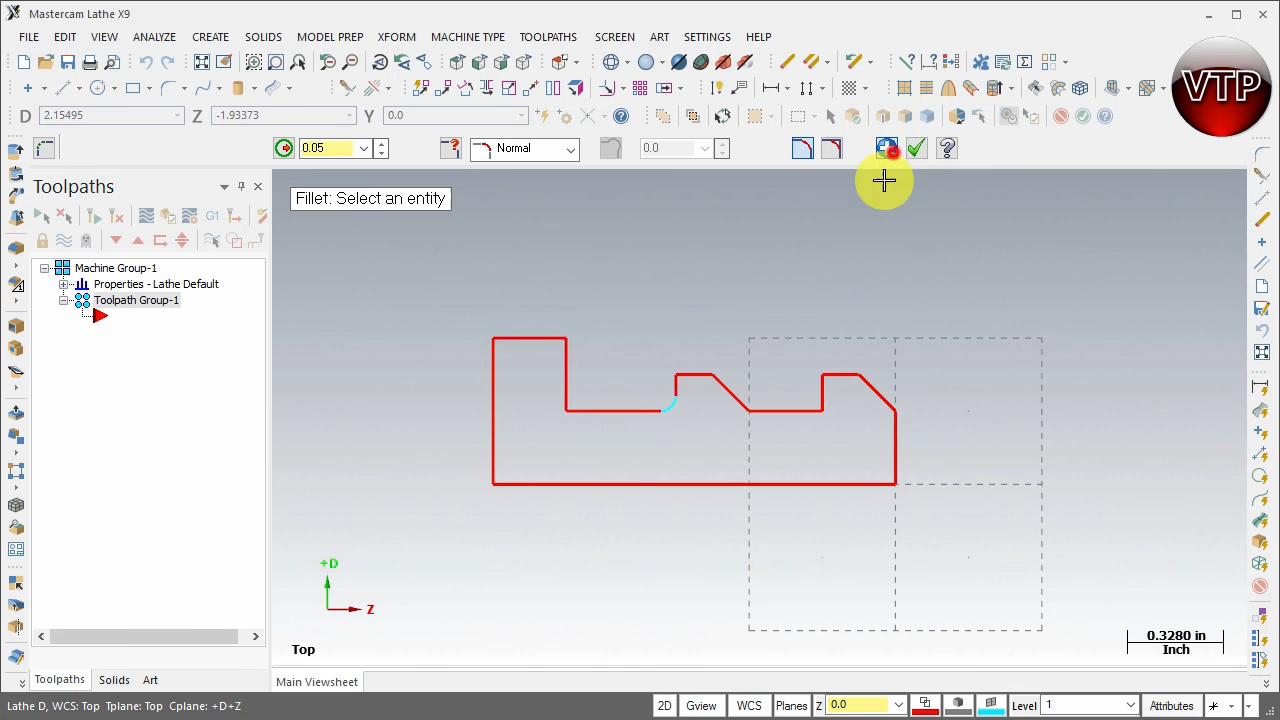 Mastercam Lathe X9
FILE EDIT VIEW ANALYZE CREATE SOLIDS MODEL PREP XFORM MACHINE TYPE TOOLPATHS SCREEN ART SETTINGS HELP
VTP
D 2.15495 Z -1.93373 Y 0.0
0.05 Normal 0.0
Toolpaths
Fillet: Select an entity
G1
Machine Group-1
Properties - Lathe Default
Toolpath Group-1
+D
Z
Top
0.3280 in
Inch
Toolpaths Solids Art
Main Viewsheet
Lathe D, WCS: Top Tplane: Top Cplane: +D+Z
2D Gview WCS Planes Z 0.0 Level 1 Attributes